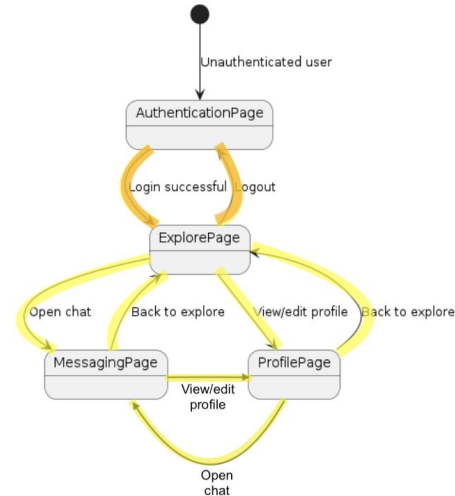 Unauthenticated user
AuthenticationPage
Login successful
Logout
ExplorePage
Open chat
Back to explore
View/edit profile
Back to explore
MessagingPage
ProfilePage
View/edit
profile
Open
chat